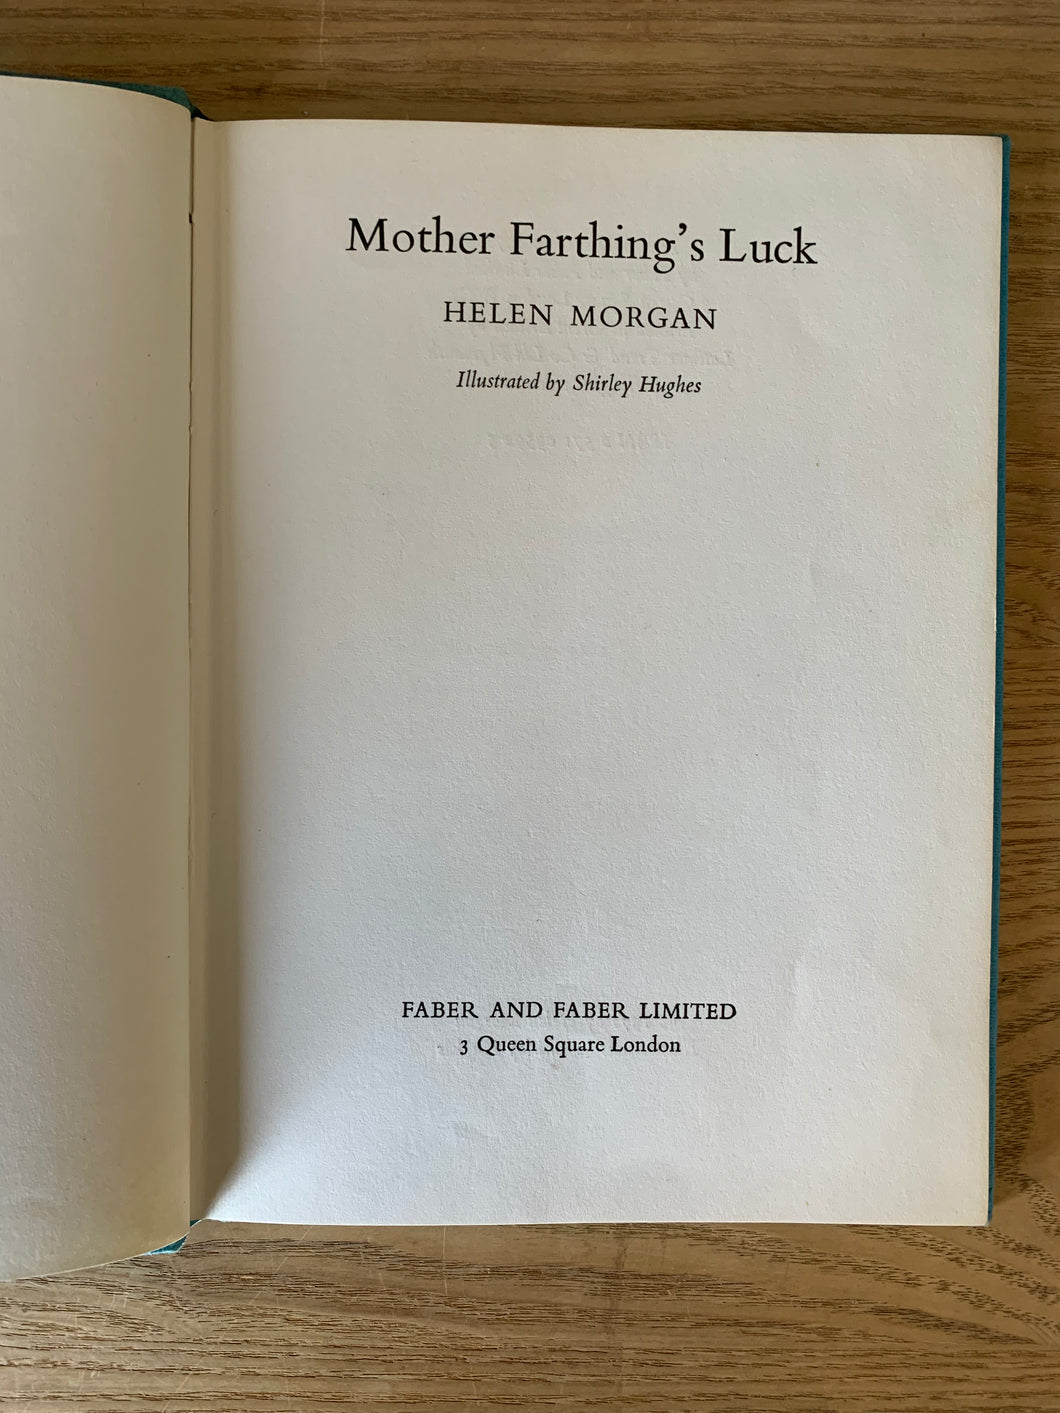 Mother Farthing's Luck
HELEN MORGAN
Illustrated by Shirley Hughes
FABER AND FABER LIMITED
3 Queen Square London